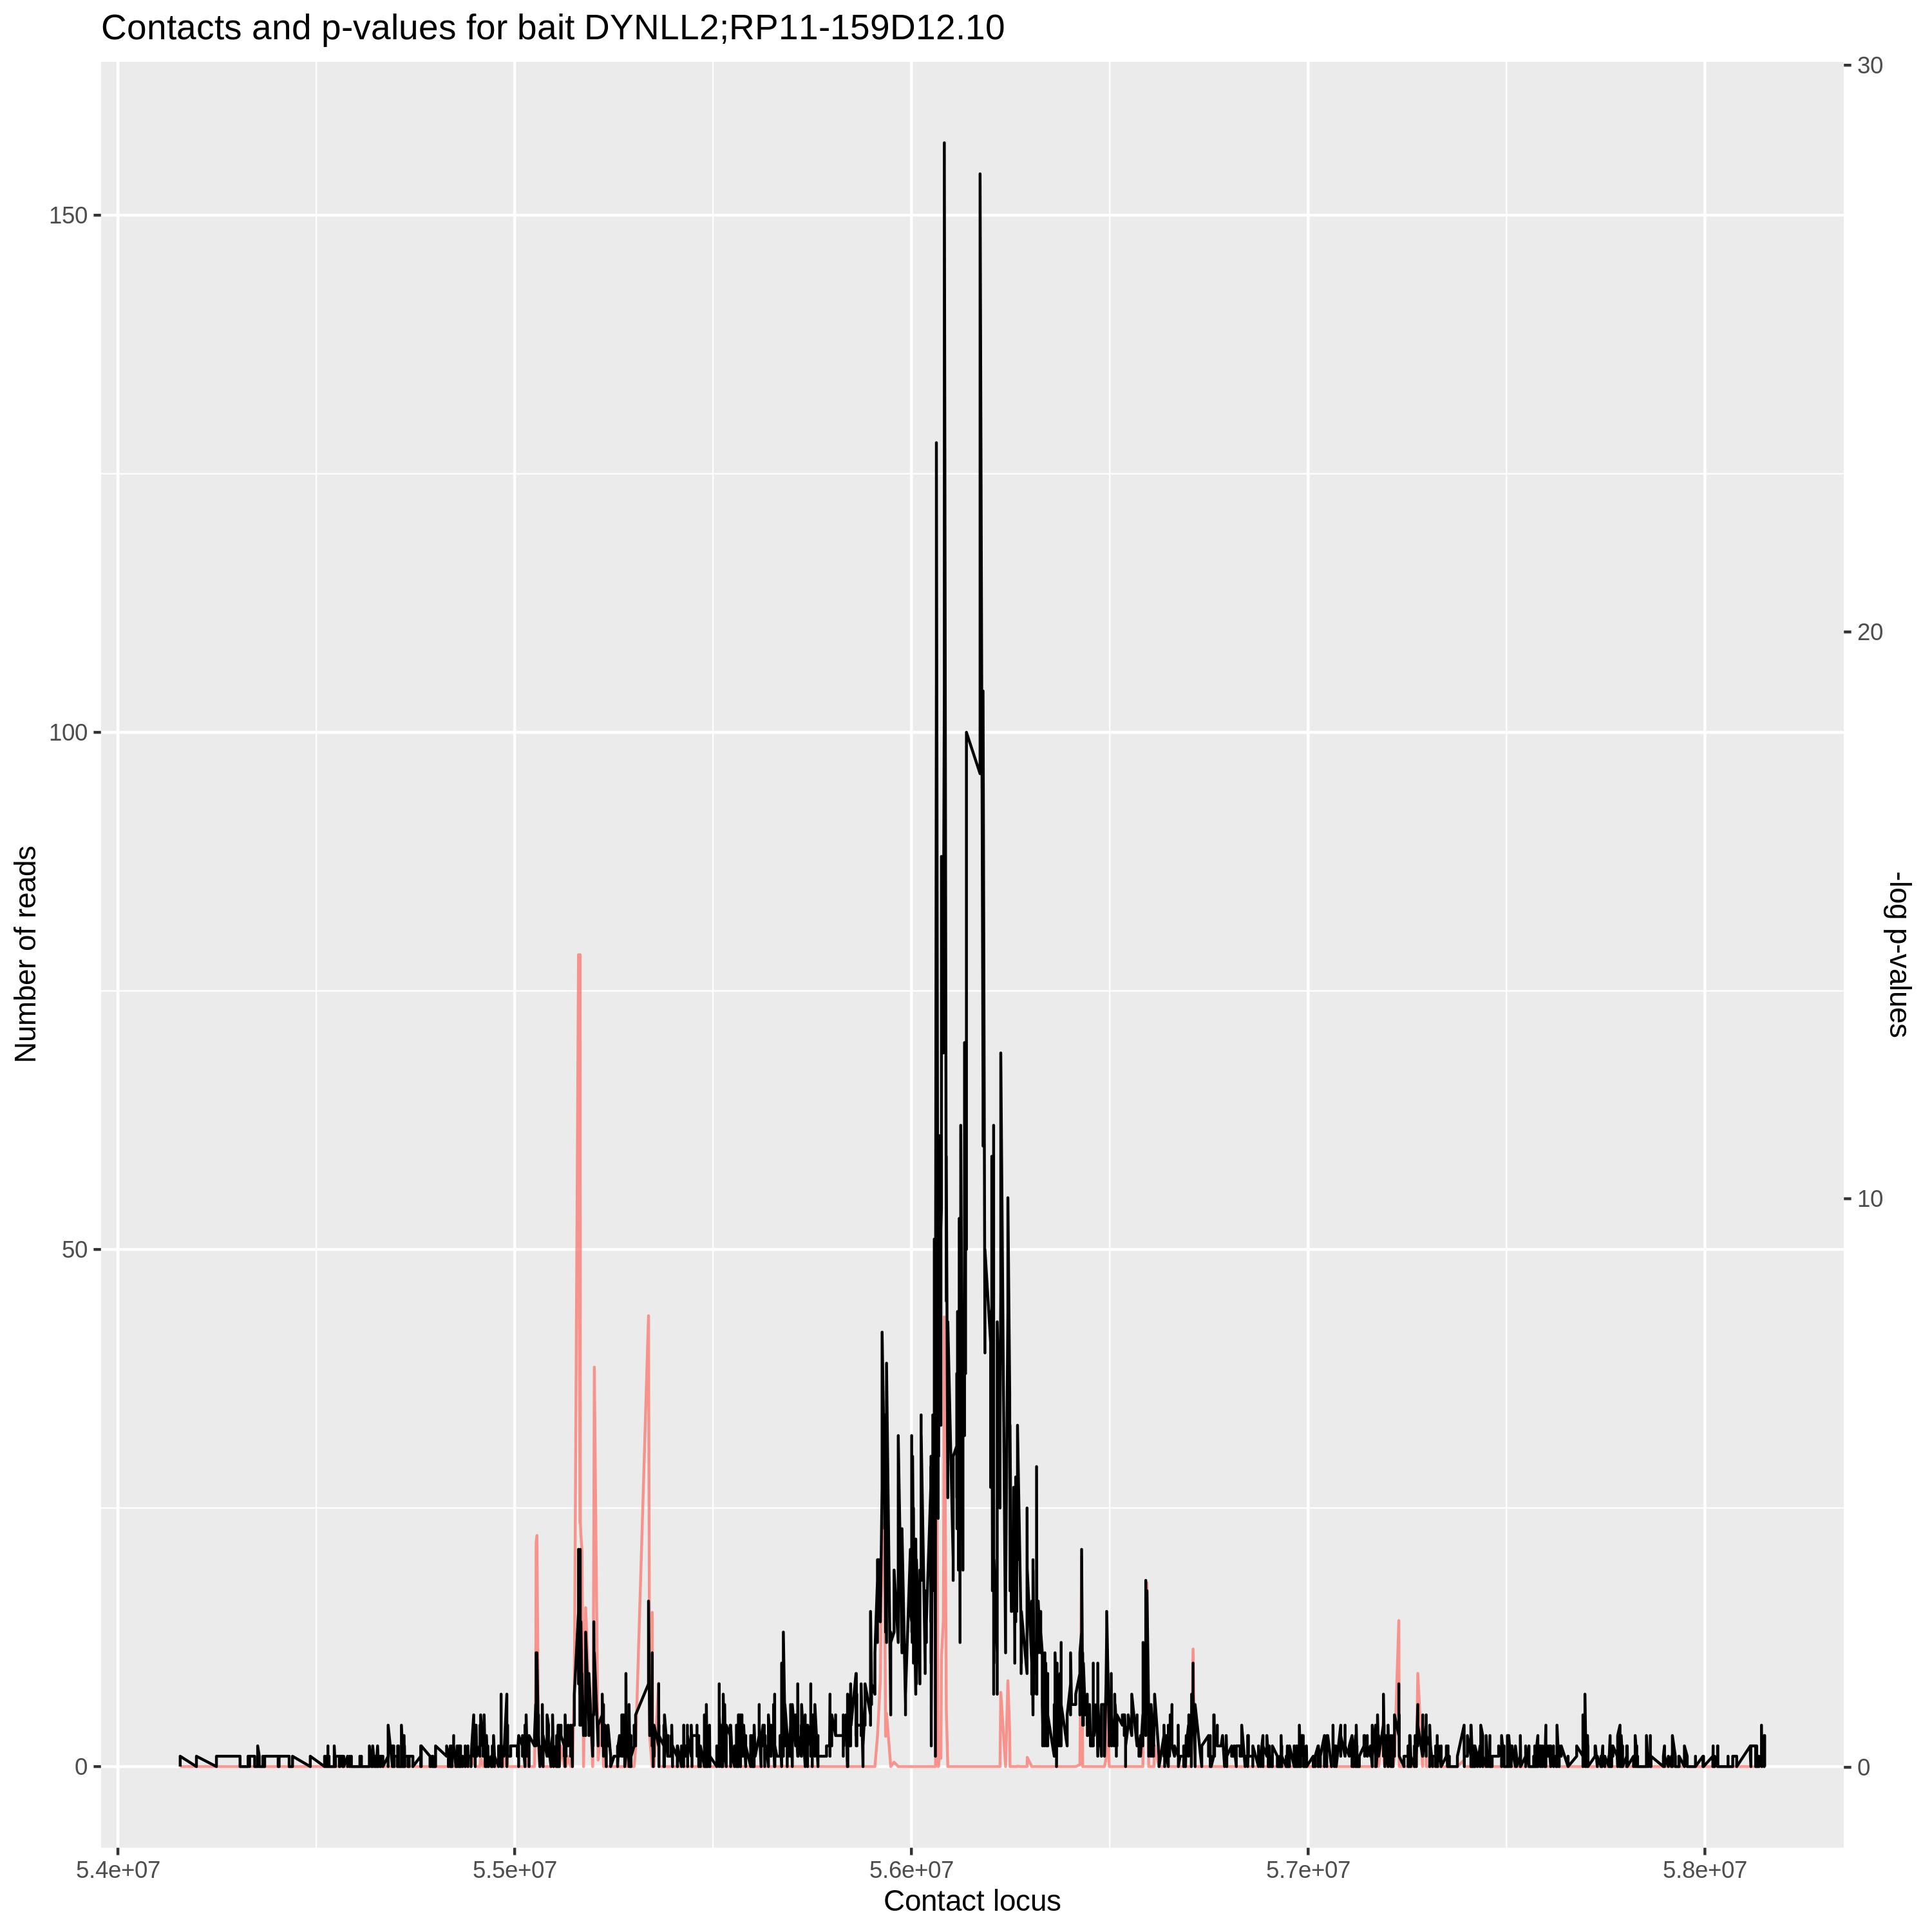 Contacts and p-values for bait DYNLL2;RP11-159D12.10
Number of reads
150
100
50
0
30
20
10
0
-log p-values
5.4e+07
5.5e+07
5.6e+07
5.7e+07
5.8e+07
Contact locus